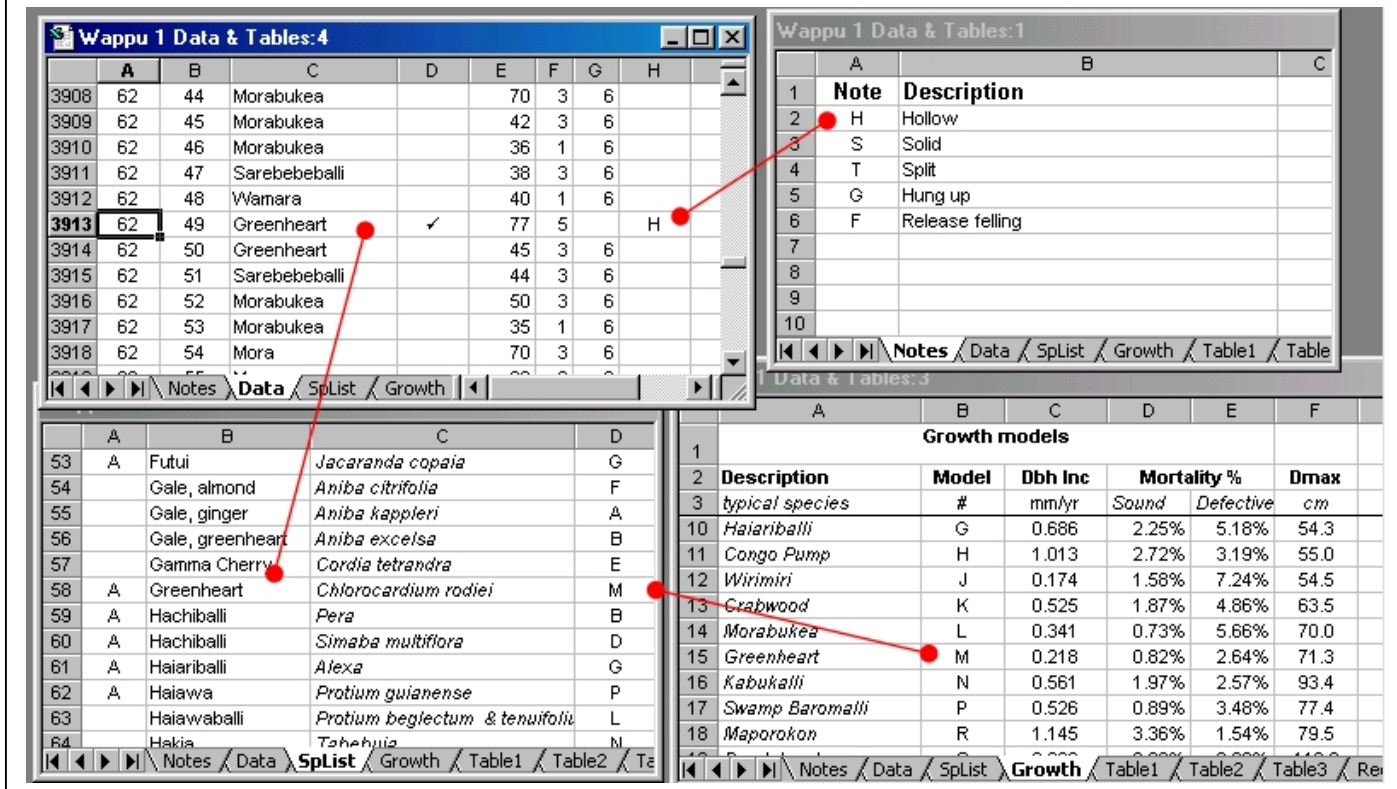 Wappu 1 Data & Tables:4
A B C D E F G H
3908 62 44 Morabukea 70 3 6
3909 62 45 Morabukea 42 3 6
3910 62 46 Morabukea 36 1 6
3911 62 47 Sarebebeballi 38 3 6
3912 62 48 Wamara 40 1 6
3913 62 49 Greenheart ✓ 77 5 H
3914 62 50 Greenheart 45 3 6
3915 62 51 Sarebebeballi 44 3 6
3916 62 52 Morabukea 50 3 6
3917 62 53 Morabukea 35 1 6
3918 62 54 Mora 70 3 6
Notes Data SpList Growth
Wappu 1 Data & Tables:1
A B C
1 Note Description
2 H Hollow
3 S Solid
4 T Split
5 G Hung up
6 F Release felling
7
8
9
10
Notes Data SpList Growth Table1 Table
A B C D
53 A Futui Jacaranda copaia G
54 Gale, almond Aniba citrifolia F
55 Gale, ginger Aniba kappleri A
56 Gale, greenheart Aniba excelsa B
57 Gamma Cherry Cordia tetrandra E
58 A Greenheart Chlorocardium rodiei M
59 A Hachiballi Pera B
60 A Hachiballi Simaba multiflora D
61 A Haiariballi Alexa G
62 A Haiawa Protium guianense P
63 Haiawaballi Protium beglectum & tenuifoliu L
64 Hakia Tabebuia N
Notes Data SpList Growth Table1 Table2 Ta
1 Data & Tables:3
A B C D E F
1 Growth models
2 Description Model Dbh Inc Mortality % Dmax
3 typical species # mm/yr Sound Defective cm
10 Haiariballi G 0.686 2.25% 5.18% 54.3
11 Congo Pump H 1.013 2.72% 3.19% 55.0
12 Wirimiri J 0.174 1.58% 7.24% 54.5
13 Crabwood K 0.525 1.87% 4.86% 63.5
14 Morabukea L 0.341 0.73% 5.66% 70.0
15 Greenheart M 0.218 0.82% 2.64% 71.3
16 Kabukalli N 0.561 1.97% 2.57% 93.4
17 Swamp Baromalli P 0.526 0.89% 3.48% 77.4
18 Maporokon R 1.145 3.36% 1.54% 79.5
Notes Data SpList Growth Table1 Table2 Table3 Re